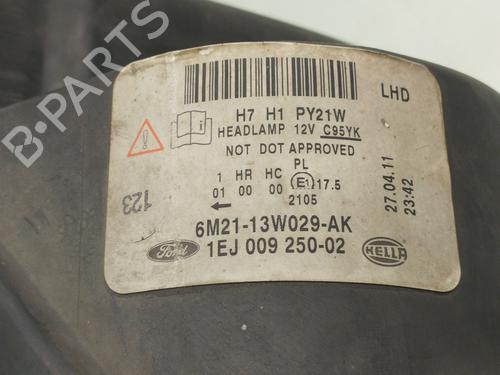 LHD
H7 H1 PY21W
HEADLAMP 12V C95YK
NOT DOT APPROVED
PL
1 HR HC E1 17.5
01 00 00
2105
123
27.04.11
23:42
6M21-13W029-AK
1EJ 009 250-02
Ford
HELLA
B-PARTS